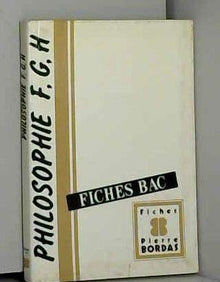 PHILOSOPHIE F, G, H
PHILOSOPHIE F, G, H
FICHES BAC
Fiches
Pierre
BORDAS